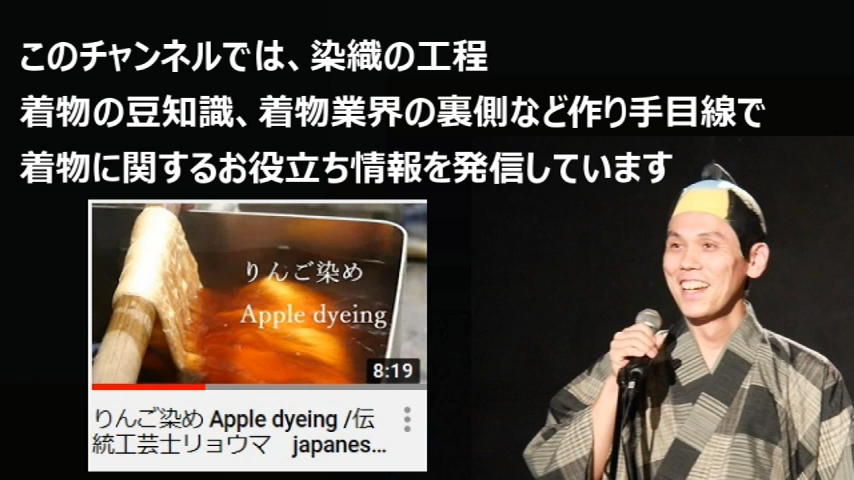 このチャンネルでは、染織の工程
着物の豆知識、着物業界の裏側など作り手目線で
着物に関するお役立ち情報を発信しています
りんご染め
Apple dyeing
8:19
りんご染め Apple dyeing /伝
統工芸士リョウマ japanes...